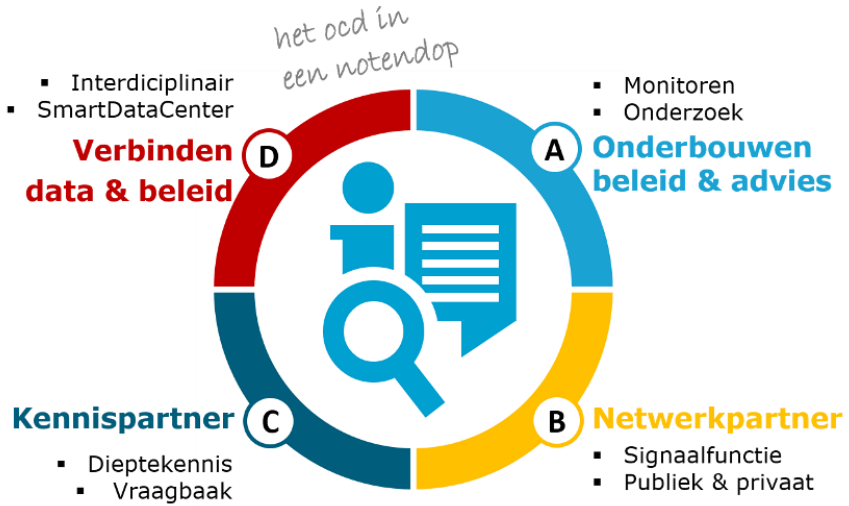 het ocd in
een notendop
▪ Interdiciplinair
▪ SmartDataCenter
Verbinden
data & beleid
D
▪ Monitoren
▪ Onderzoek
A
Onderbouwen
beleid & advies
Kennispartner
C
▪ Dieptekennis
▪ Vraagbaak
B
Netwerkpartner
▪ Signaalfunctie
▪ Publiek & privaat